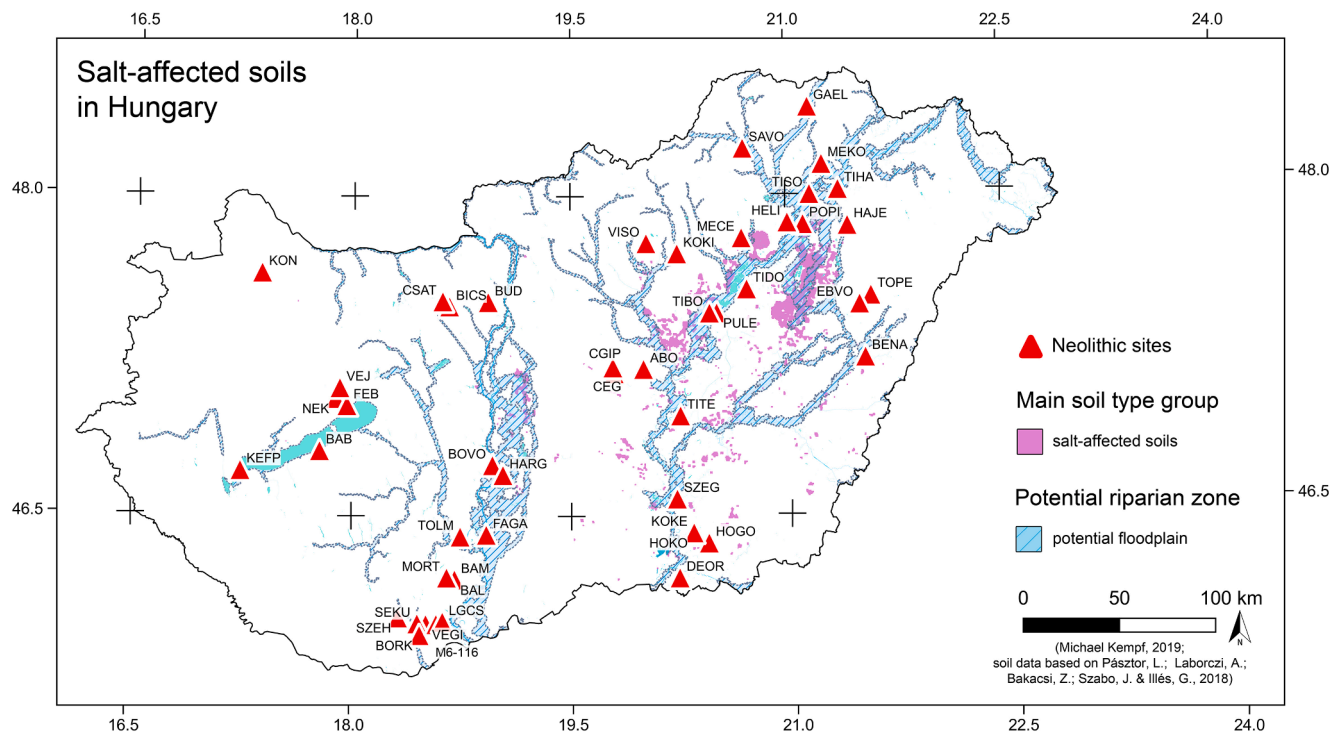 16.5 18.0 19.5 21.0 22.5 24.0
Salt-affected soils
in Hungary
GAEL
SAVO
MEKO
48.0
48.0
TISO
TIHA
HELI
POPI
HAJE
MECE
VISO
KOKI
KON
TIDO
TOPE
CSAT
BICS
BUD
EBVO
TIBO
PULE
BENA
Neolithic sites
CGIP
ABO
CEG
VEJ
FEB
NEK
Main soil type group
TITE
BAB
salt-affected soils
KEFP
BOVO
HARG
SZEG
Potential riparian zone
46.5
46.5
TOLM
FAGA
KOKE
HOGO
HOKO
potential floodplain
MORT
BAM
DEOR
BAL
0 50 100 km
SEKU
LGCS
SZEH
VEGI
BORK
M6-116
N
(Michael Kempf, 2019;
soil data based on Pásztor, L.; Laborczi, A.;
Bakacsi, Z.; Szabo, J. & Illés, G., 2018)
16.5 18.0 19.5 21.0 22.5 24.0